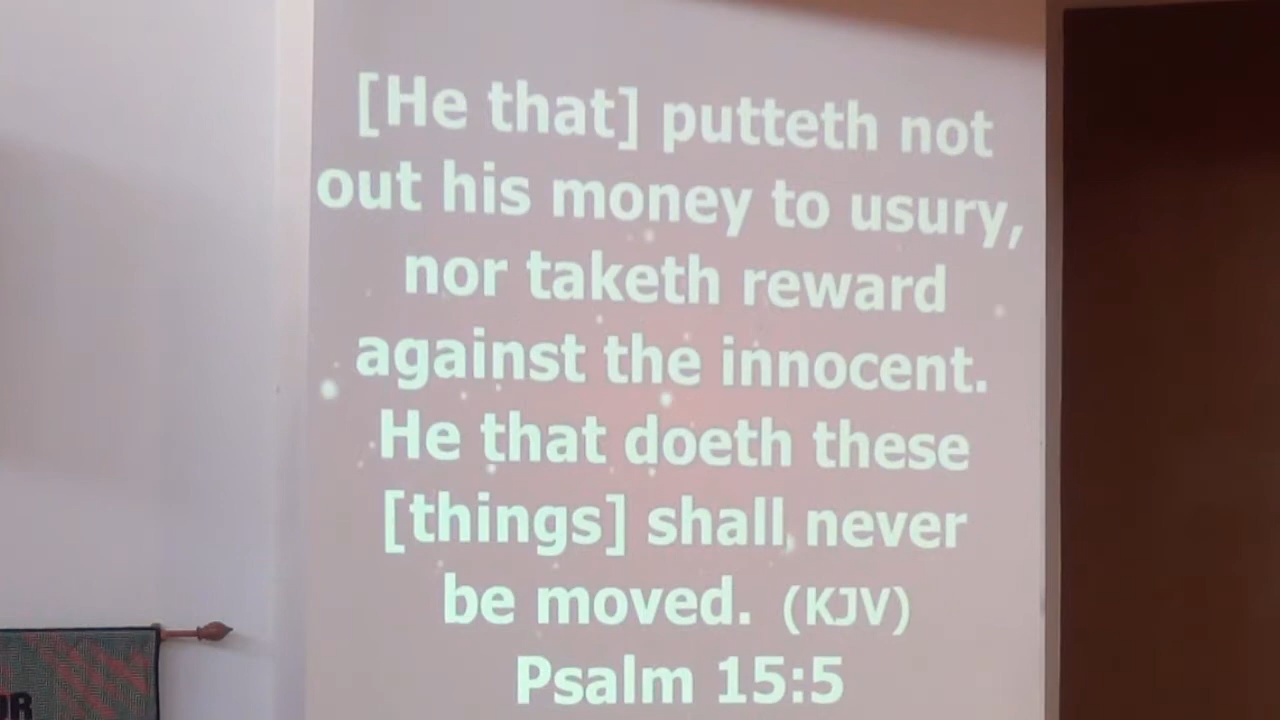 [He that] putteth not
out his money to usury,
nor taketh reward
against the innocent.
He that doeth these
[things] shall never
be moved. (KJV)
Psalm 15:5
UR